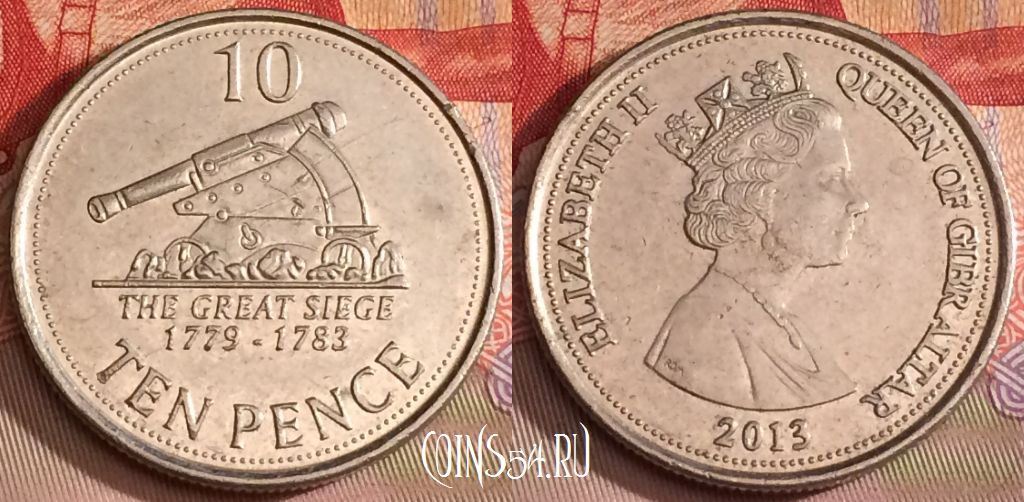 10
THE GREAT SIEGE
1779 - 1783
TEN PENCE
ELIZABETH II
QUEEN OF GIBRALTAR
2013
COINS54.RU